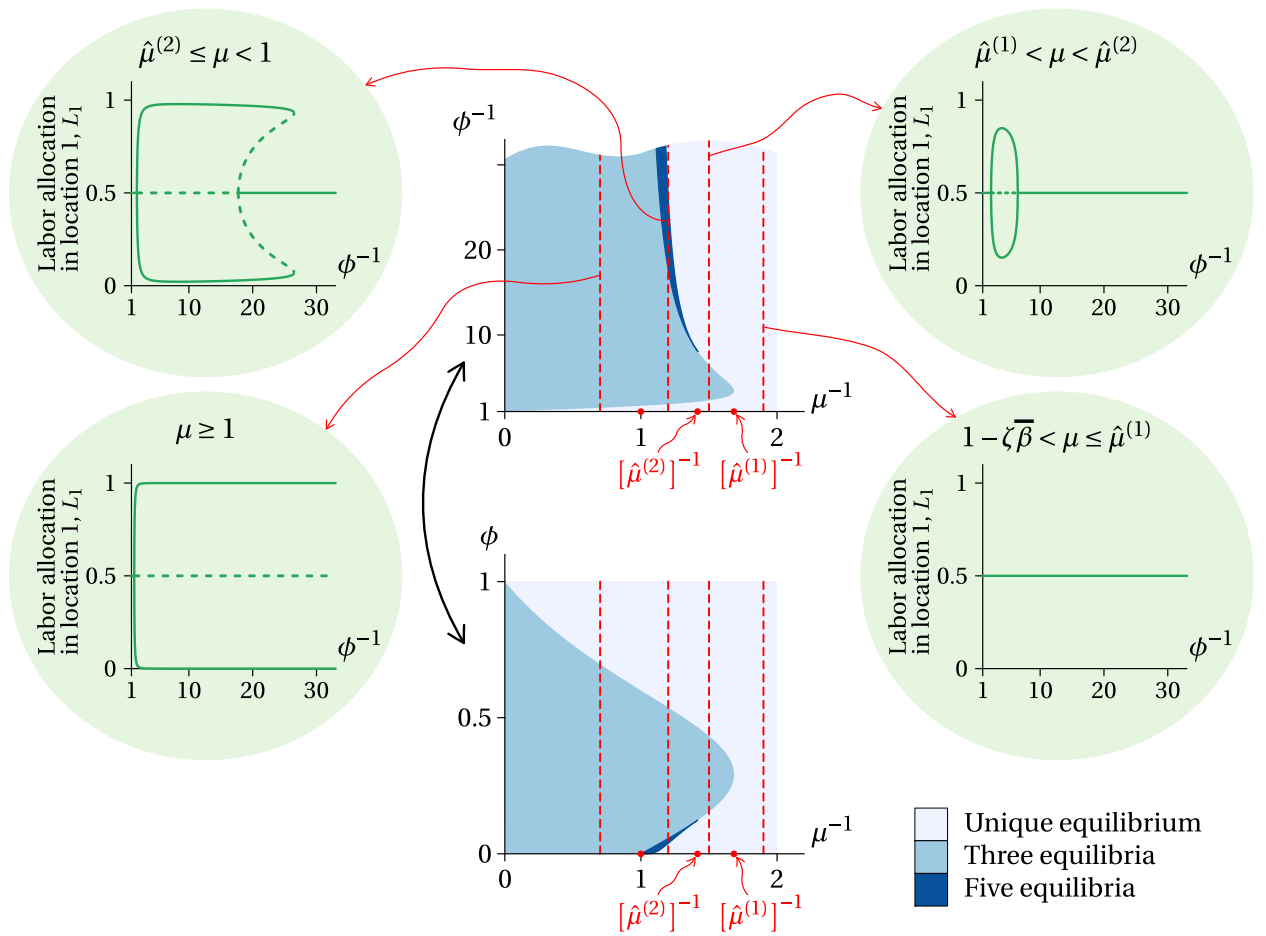 μ̂⁽²⁾ ≤ μ < 1
Labor allocation
in location 1, L₁
1
0.5
0
1 10 20 30
ϕ⁻¹
μ ≥ 1
Labor allocation
in location 1, L₁
1
0.5
0
1 10 20 30
ϕ⁻¹
ϕ⁻¹
20
10
1
0 1 2
μ⁻¹
[μ̂⁽²⁾]⁻¹ [μ̂⁽¹⁾]⁻¹
ϕ
1
0.5
0
0 1 2
μ⁻¹
[μ̂⁽²⁾]⁻¹ [μ̂⁽¹⁾]⁻¹
μ̂⁽¹⁾ < μ < μ̂⁽²⁾
Labor allocation
in location 1, L₁
1
0.5
0
1 10 20 30
ϕ⁻¹
1 − ζβ̅ < μ ≤ μ̂⁽¹⁾
Labor allocation
in location 1, L₁
1
0.5
0
1 10 20 30
ϕ⁻¹
Unique equilibrium
Three equilibria
Five equilibria